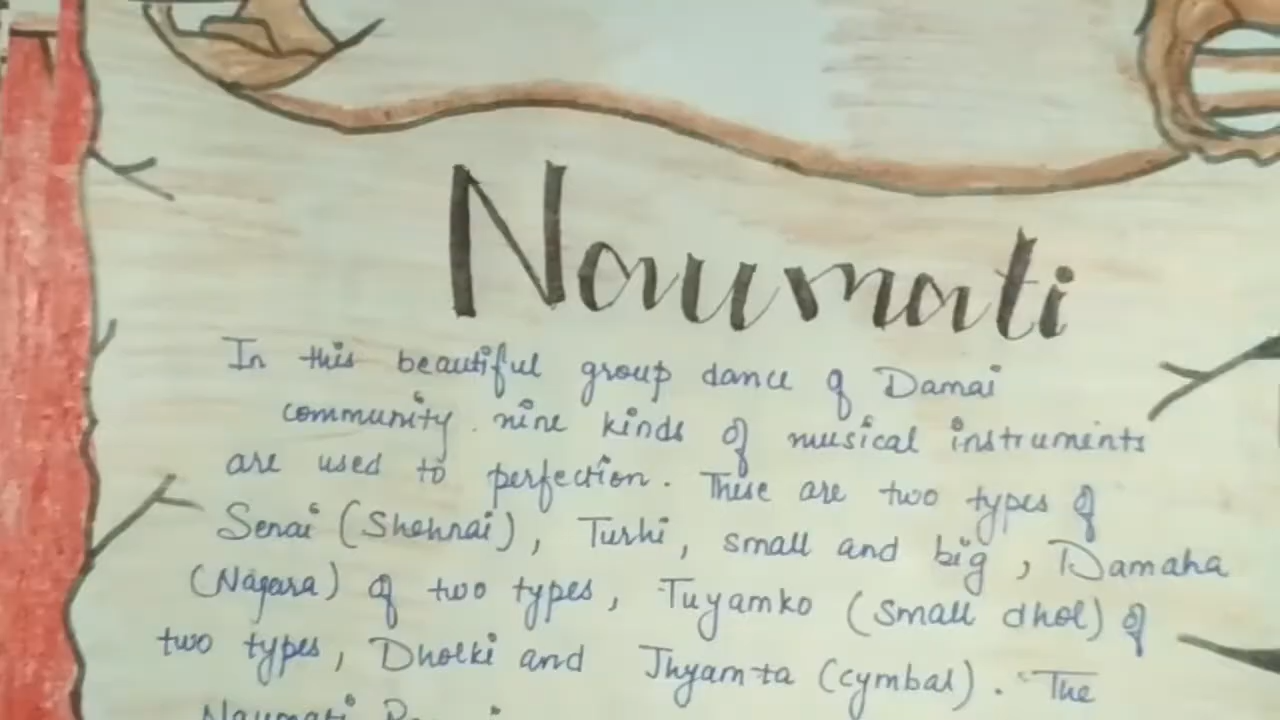 Naumati
In this beautiful group dance of Damai
community. nine kinds of musical instruments
are used to perfection. These are two types of
Senai (Shehnai), Turhi, small and big, Damaha
(Nagara) of two types, Tuyamko (small dhol) of
two types, Dholki and Jhyamta (cymbal). The
Naumati